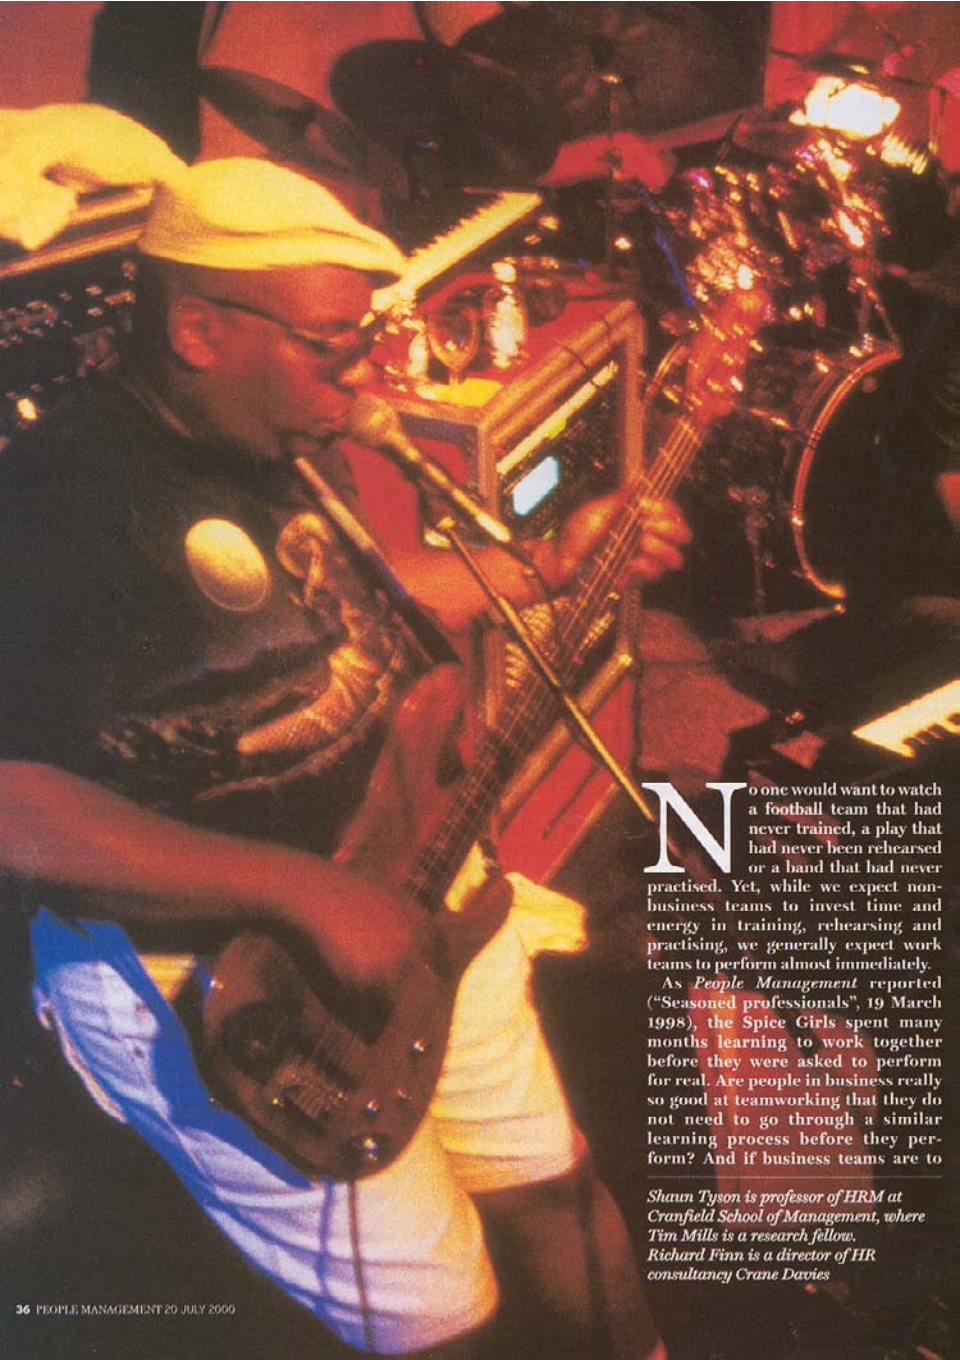 No one would want to watch
a football team that had
never trained, a play that
had never been rehearsed
or a band that had never
practised. Yet, while we expect non-
business teams to invest time and
energy in training, rehearsing and
practising, we generally expect work
teams to perform almost immediately.
As People Management reported
(“Seasoned professionals”, 19 March
1998), the Spice Girls spent many
months learning to work together
before they were asked to perform
for real. Are people in business really
so good at teamworking that they do
not need to go through a similar
learning process before they per-
form? And if business teams are to
Shaun Tyson is professor of HRM at
Cranfield School of Management, where
Tim Mills is a research fellow.
Richard Finn is a director of HR
consultancy Crane Davies
36 PEOPLE MANAGEMENT 20 JULY 2000